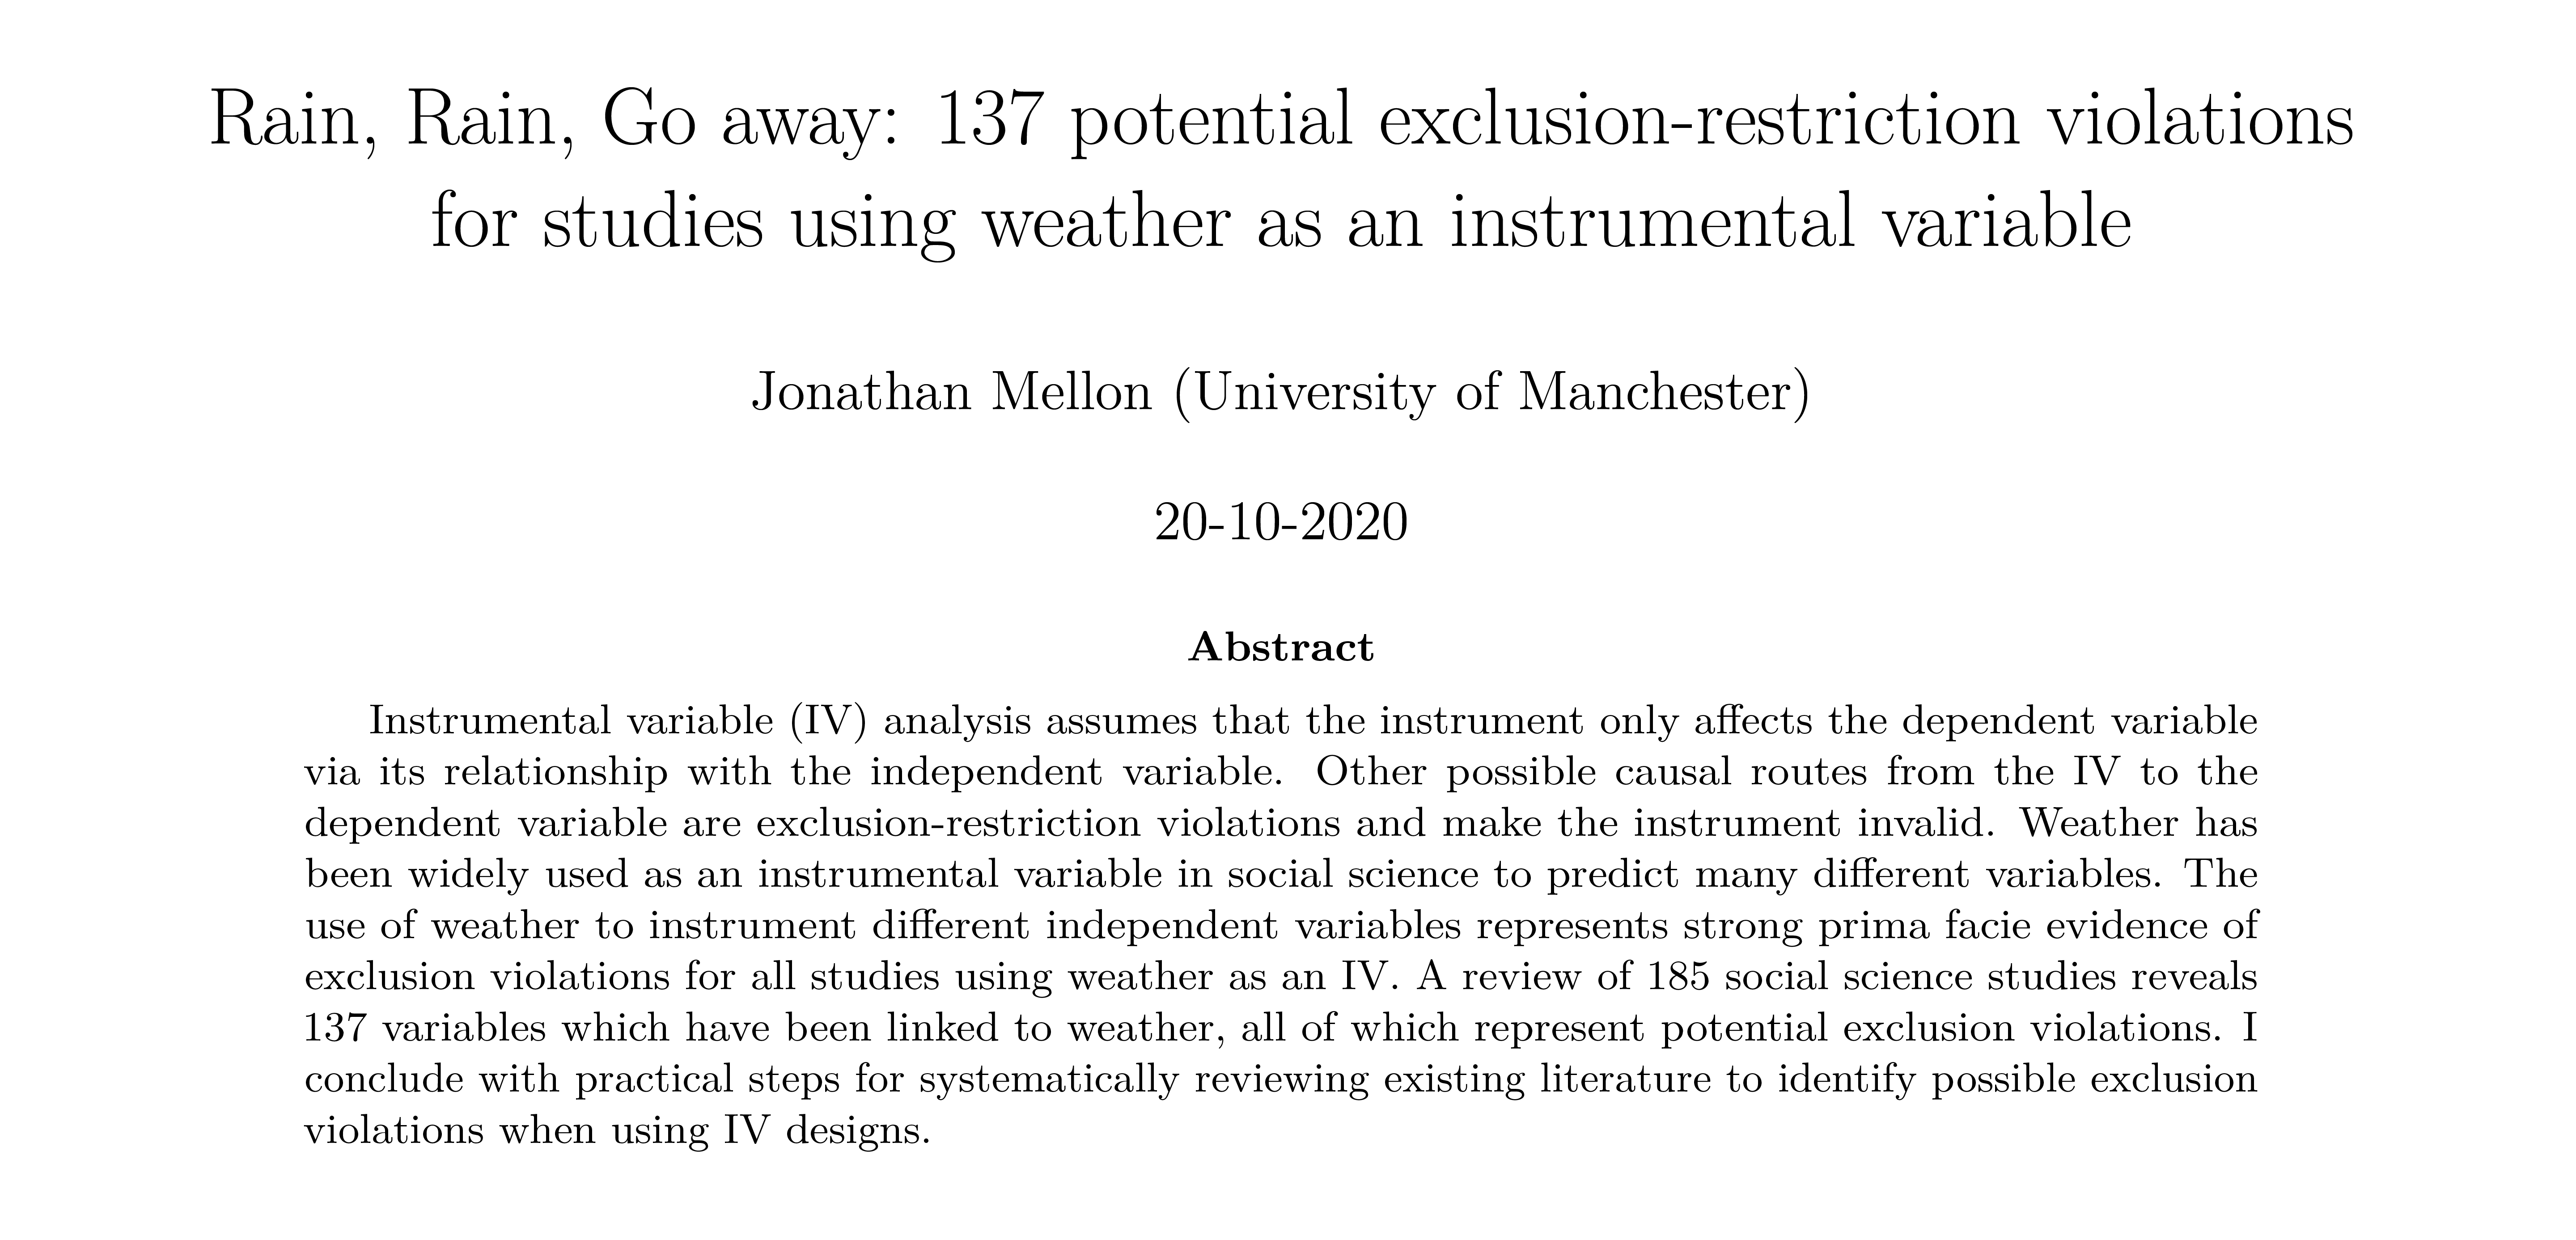 Rain, Rain, Go away: 137 potential exclusion-restriction violations
for studies using weather as an instrumental variable
Jonathan Mellon (University of Manchester)
20-10-2020
Abstract
Instrumental variable (IV) analysis assumes that the instrument only affects the dependent variable
via its relationship with the independent variable. Other possible causal routes from the IV to the
dependent variable are exclusion-restriction violations and make the instrument invalid. Weather has
been widely used as an instrumental variable in social science to predict many different variables. The
use of weather to instrument different independent variables represents strong prima facie evidence of
exclusion violations for all studies using weather as an IV. A review of 185 social science studies reveals
137 variables which have been linked to weather, all of which represent potential exclusion violations. I
conclude with practical steps for systematically reviewing existing literature to identify possible exclusion
violations when using IV designs.